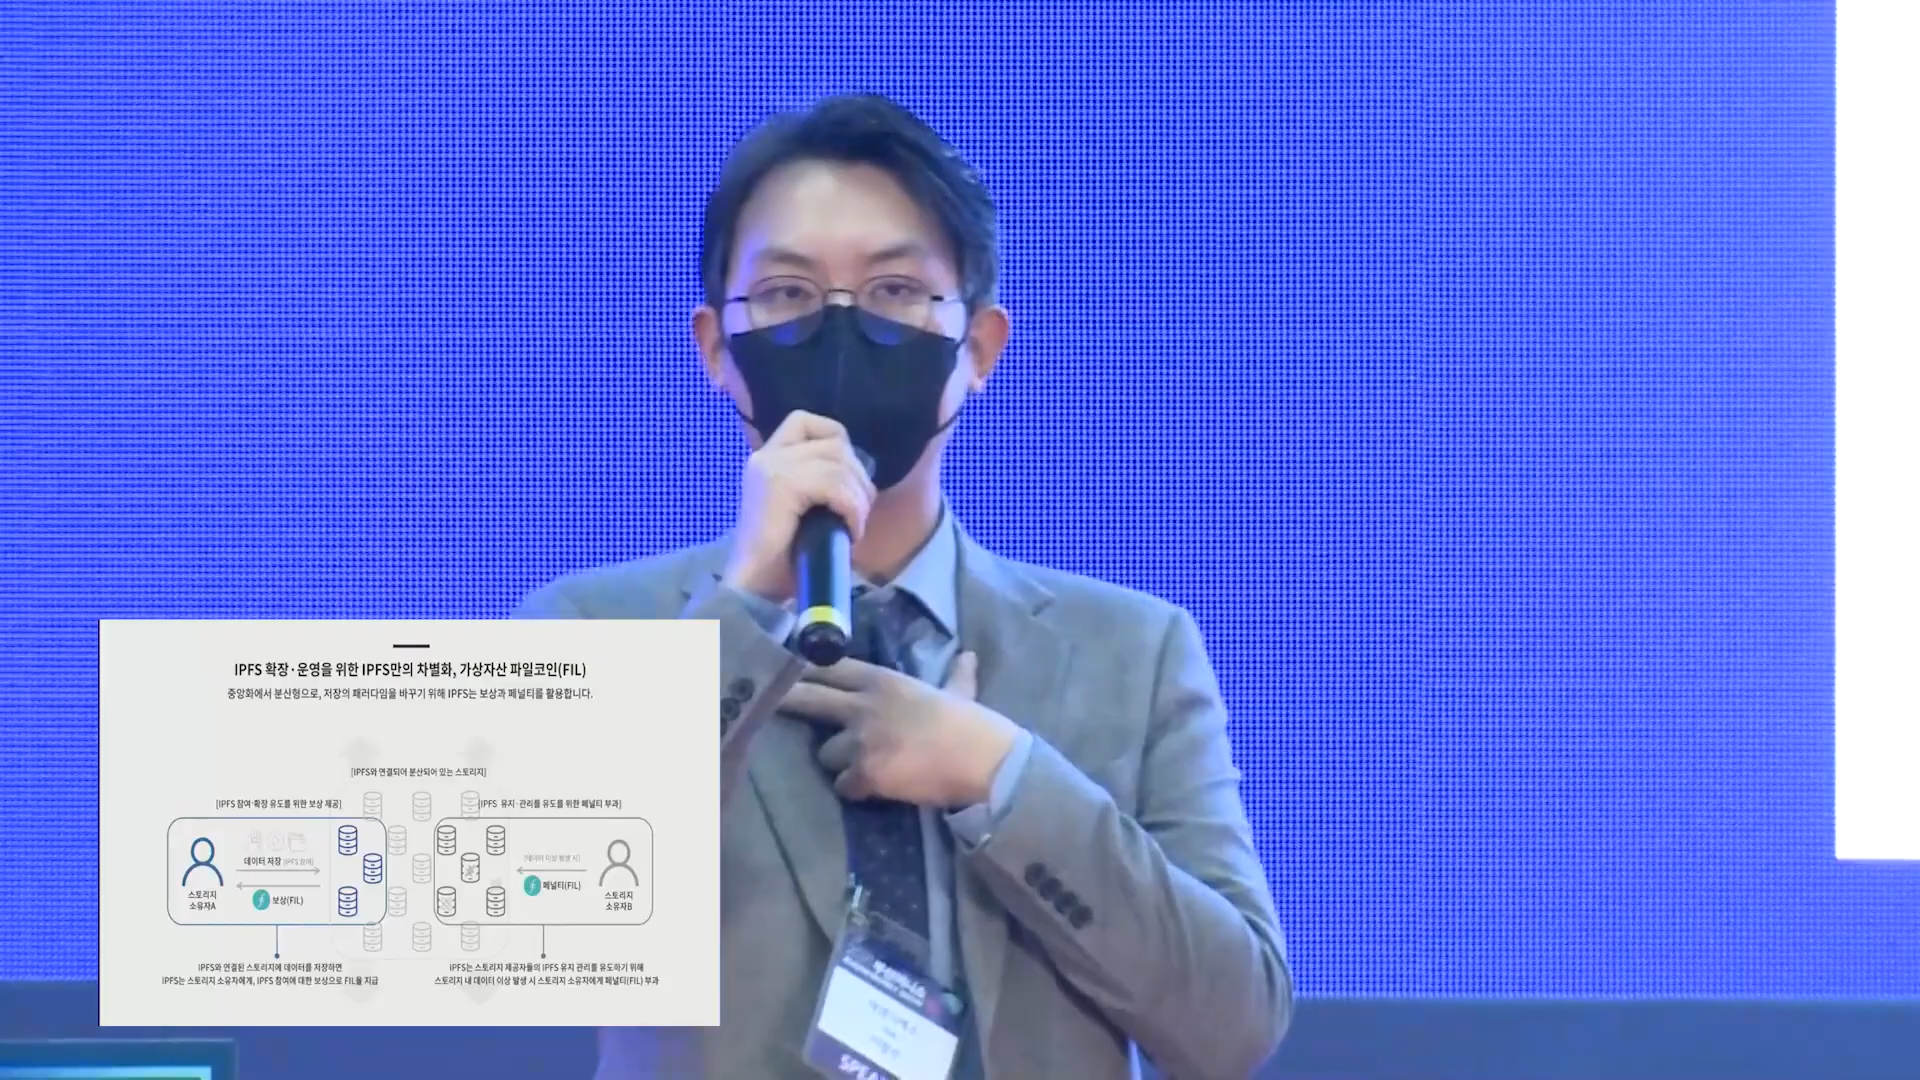 IPFS 확장·운영을 위한 IPFS만의 차별화, 가상자산 파일코인(FIL)
중앙화에서 분산형으로, 저장의 패러다임을 바꾸기 위해 IPFS는 보상과 페널티를 활용합니다.
[IPFS와 연결되어 분산되어 있는 스토리지]
[IPFS 참여·확장 유도를 위한 보상 제공]
[IPFS 유지·관리를 유도를 위한 페널티 부과]
데이터 저장 (IPFS 참여)
보상(FIL)
스토리지
소유자A
[데이터 이상 발생 시]
페널티(FIL)
스토리지
소유자B
IPFS와 연결된 스토리지에 데이터를 저장하면
IPFS는 스토리지 소유자에게, IPFS 참여에 대한 보상으로 FIL을 지급
IPFS는 스토리지 제공자들의 IPFS 유지 관리를 유도하기 위해
스토리지 내 데이터 이상 발생 시 스토리지 소유자에게 페널티(FIL) 부과